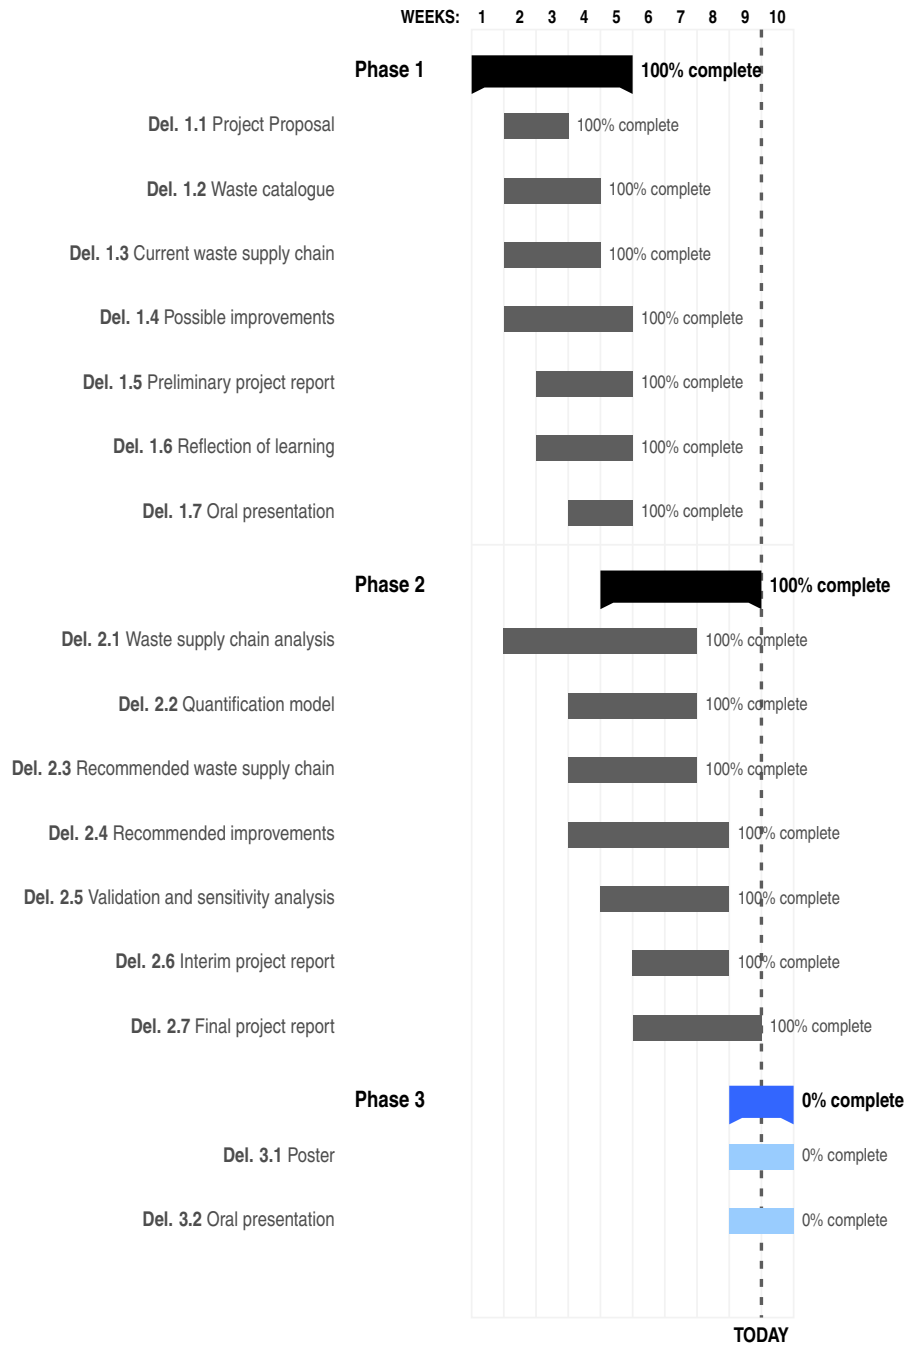 WEEKS: 1 2 3 4 5 6 7 8 9 10
Phase 1 100% complete
Del. 1.1 Project Proposal 100% complete
Del. 1.2 Waste catalogue 100% complete
Del. 1.3 Current waste supply chain 100% complete
Del. 1.4 Possible improvements 100% complete
Del. 1.5 Preliminary project report 100% complete
Del. 1.6 Reflection of learning 100% complete
Del. 1.7 Oral presentation 100% complete
Phase 2 100% complete
Del. 2.1 Waste supply chain analysis 100% complete
Del. 2.2 Quantification model 100% complete
Del. 2.3 Recommended waste supply chain 100% complete
Del. 2.4 Recommended improvements 100% complete
Del. 2.5 Validation and sensitivity analysis 100% complete
Del. 2.6 Interim project report 100% complete
Del. 2.7 Final project report 100% complete
Phase 3 0% complete
Del. 3.1 Poster 0% complete
Del. 3.2 Oral presentation 0% complete
TODAY